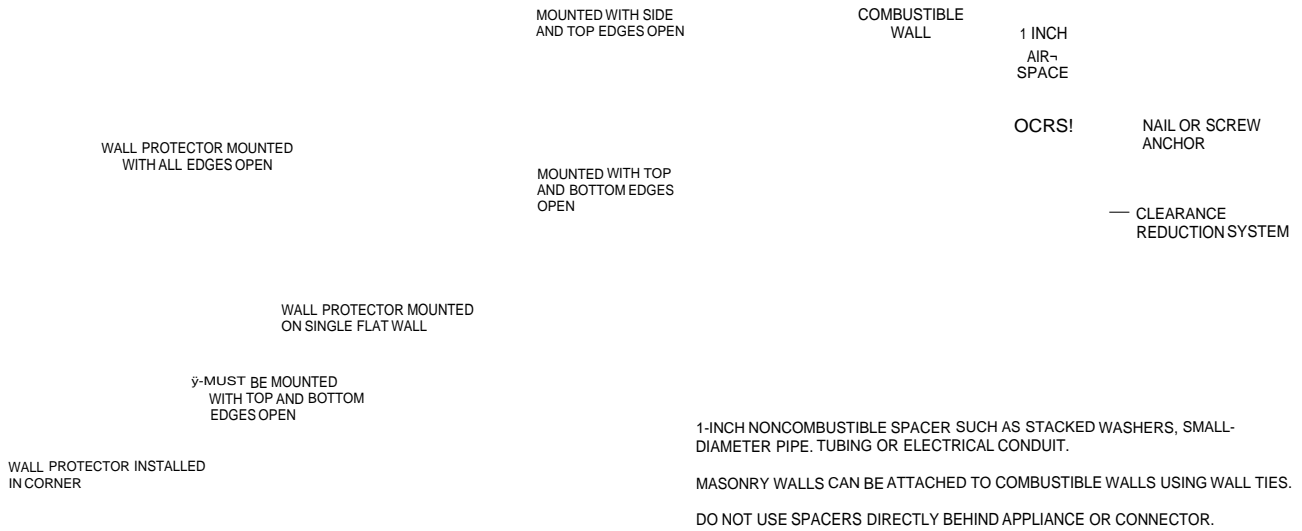 MOUNTED WITH SIDE
AND TOP EDGES OPEN
COMBUSTIBLE
WALL
1 INCH
AIR¬
SPACE
OCRS!
NAIL OR SCREW
ANCHOR
WALL PROTECTOR MOUNTED
WITH ALL EDGES OPEN
MOUNTED WITH TOP
AND BOTTOM EDGES
OPEN
— CLEARANCE
REDUCTION SYSTEM
WALL PROTECTOR MOUNTED
ON SINGLE FLAT WALL
ÿ-MUST BE MOUNTED
WITH TOP AND BOTTOM
EDGES OPEN
WALL PROTECTOR INSTALLED
IN CORNER
1-INCH NONCOMBUSTIBLE SPACER SUCH AS STACKED WASHERS, SMALL-
DIAMETER PIPE. TUBING OR ELECTRICAL CONDUIT.
MASONRY WALLS CAN BE ATTACHED TO COMBUSTIBLE WALLS USING WALL TIES.
DO NOT USE SPACERS DIRECTLY BEHIND APPLIANCE OR CONNECTOR.